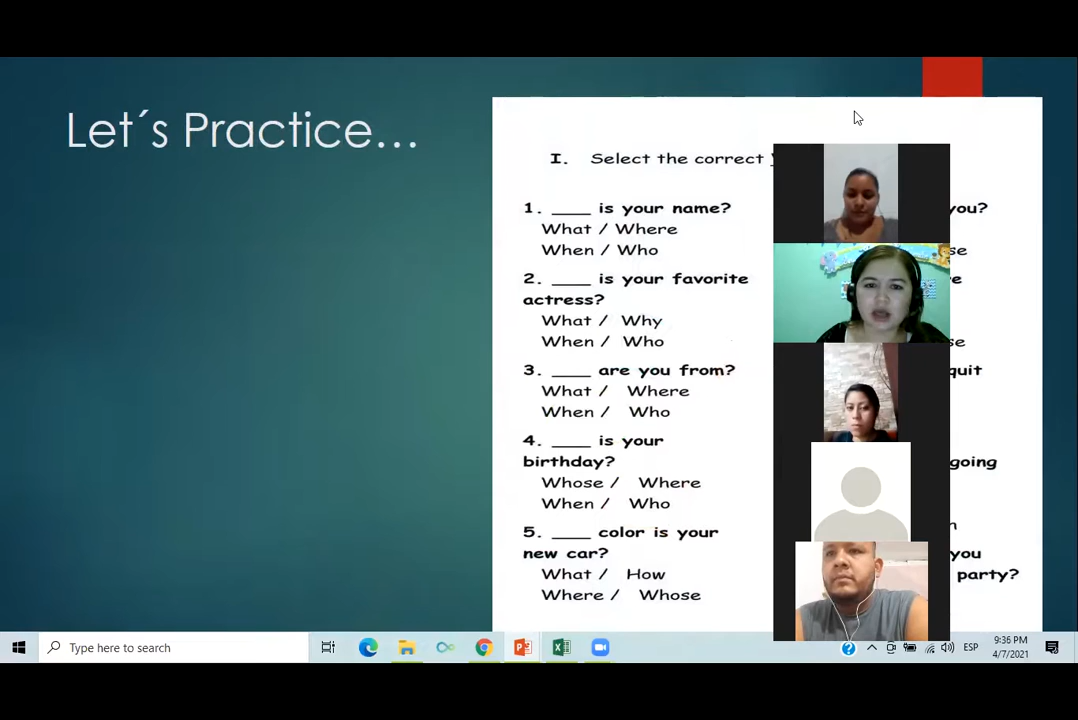 Let´s Practice…
I. Select the correct
1. ____ is your name?
What / Where
When / Who
2. ____ is your favorite
actress?
What / Why
When / Who
3. ____ are you from?
What / Where
When / Who
4. ____ is your
birthday?
Whose / Where
When / Who
5. ____ color is your
new car?
What / How
Where / Whose
you?
quit
going
you
party?
Type here to search
ESP
9:36 PM
4/7/2021